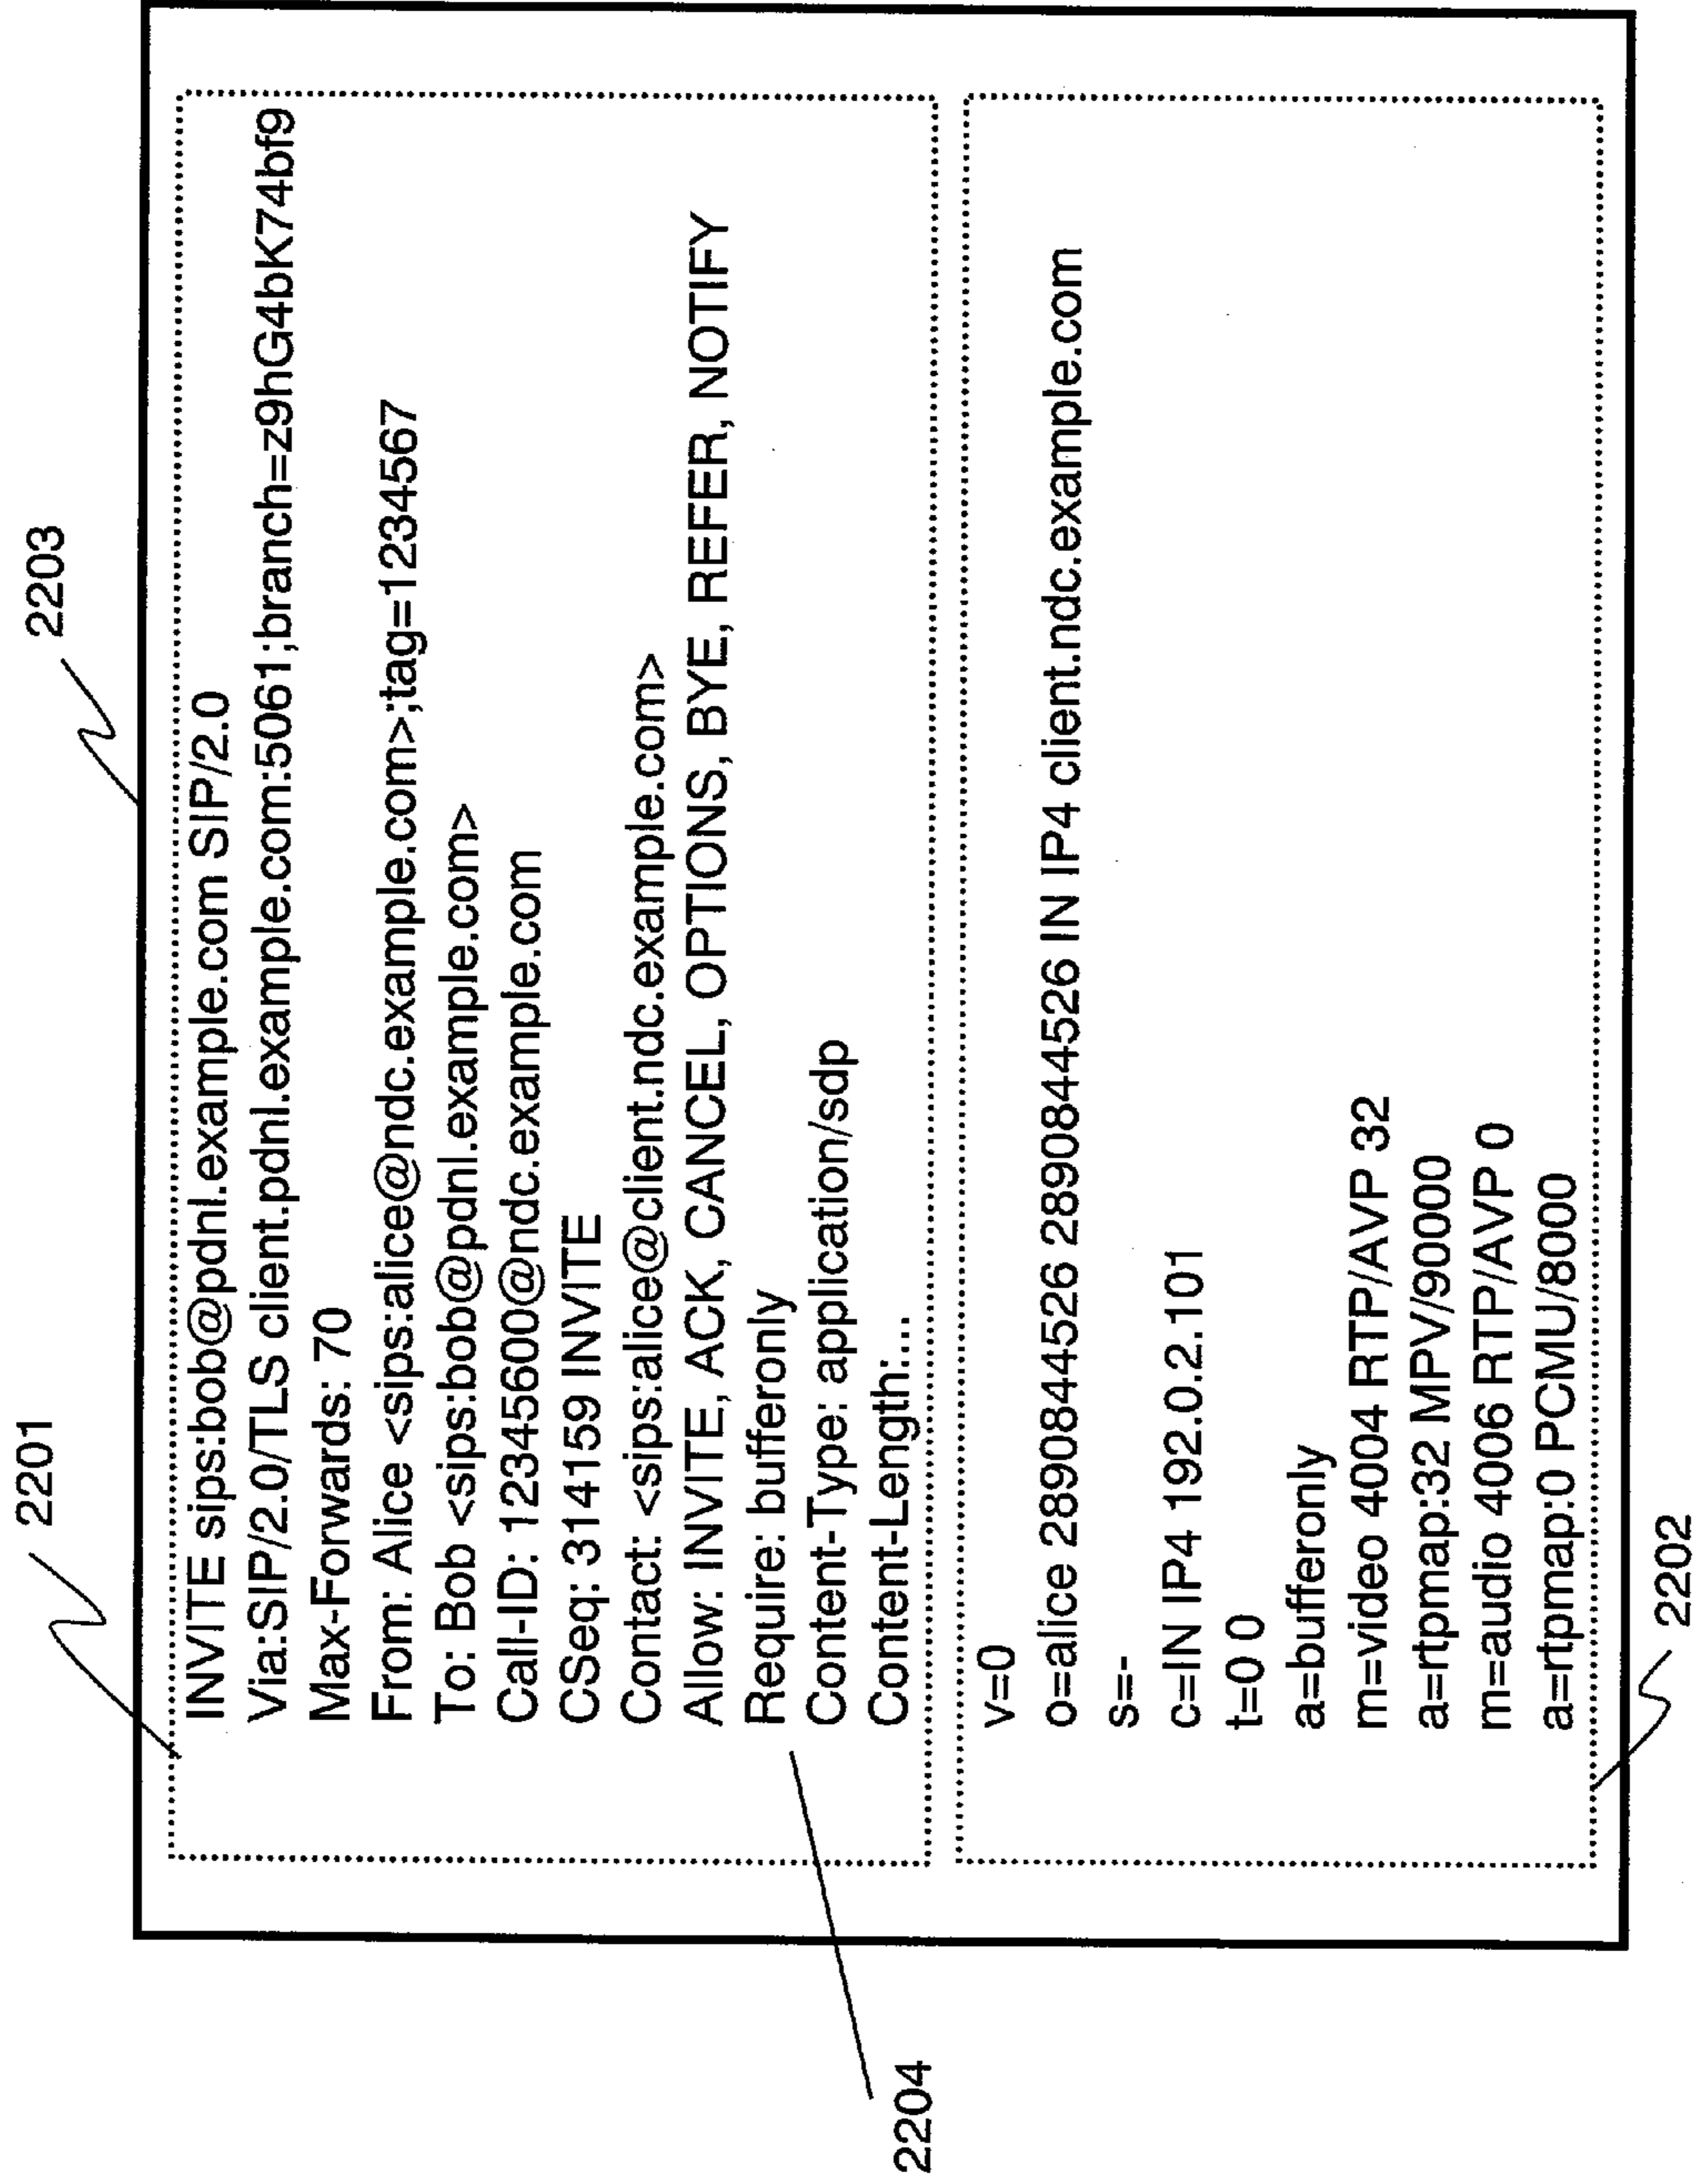 2201
2203
INVITE sips:bob@pdnl.example.com SIP/2.0
Via:SIP/2.0/TLS client.pdnl.example.com:5061;branch=z9hG4bK74bf9
Max-Forwards: 70
From: Alice <sips:alice@ndc.example.com>;tag=1234567
To: Bob <sips:bob@pdnl.example.com>
Call-ID: 12345600@ndc.example.com
CSeq: 314159 INVITE
Contact: <sips:alice@client.ndc.example.com>
Allow: INVITE, ACK, CANCEL, OPTIONS, BYE, REFER, NOTIFY
Require: bufferonly
Content-Type: application/sdp
Content-Length:...
2204
v=0
o=alice 2890844526 2890844526 IN IP4 client.ndc.example.com
s=-
c=IN IP4 192.0.2.101
t=0 0
a=bufferonly
m=video 4004 RTP/AVP 32
a=rtpmap:32 MPV/90000
m=audio 4006 RTP/AVP 0
a=rtpmap:0 PCMU/8000
2202